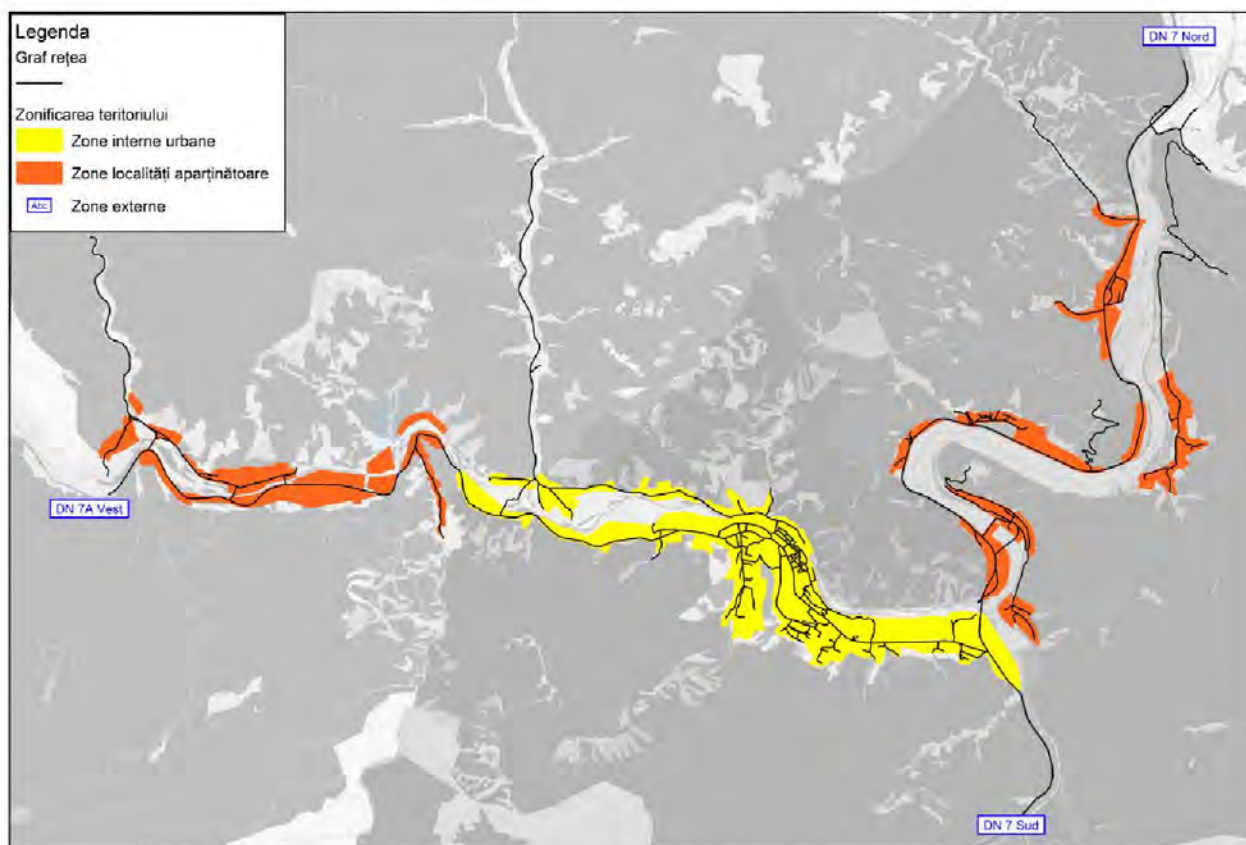 Legenda
Graf rețea
Zonificarea teritoriului
Zone interne urbane
Zone localități aparținătoare
Abc
Zone externe
DN 7 Nord
DN 7A Vest
DN 7 Sud